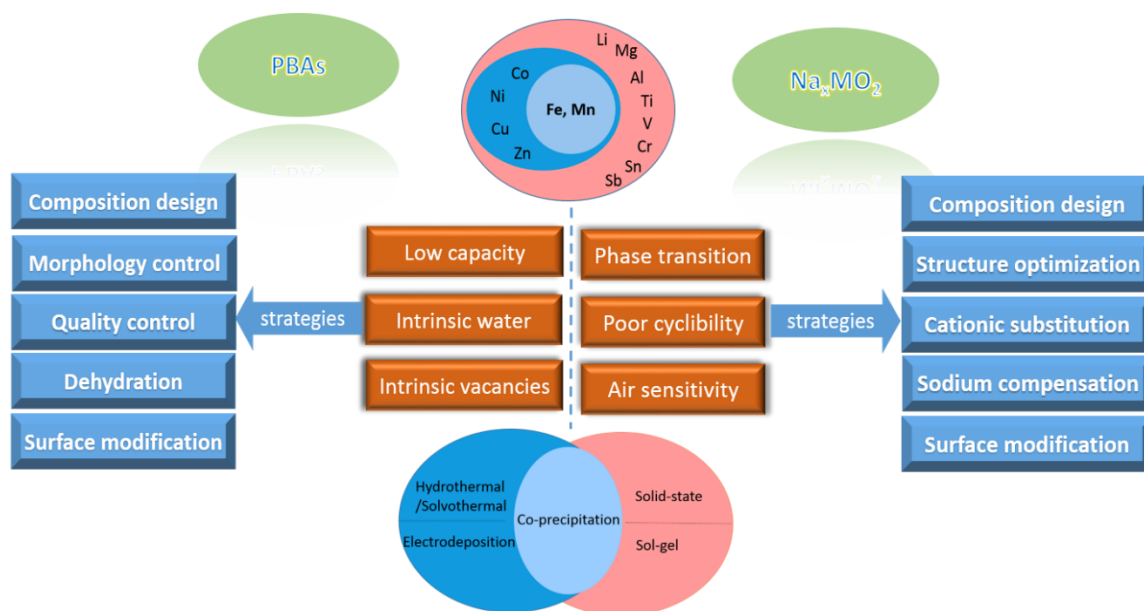 PBAs
Li
Mg
Al
Ti
V
Cr
Sn
Sb
Co
Ni
Cu
Zn
Fe, Mn
NaₓMO₂
Composition design
Morphology control
Quality control
Dehydration
Surface modification
strategies
Low capacity
Intrinsic water
Intrinsic vacancies
Phase transition
Poor cyclibility
Air sensitivity
strategies
Composition design
Structure optimization
Cationic substitution
Sodium compensation
Surface modification
Hydrothermal
/Solvothermal
Electrodeposition
Co-precipitation
Solid-state
Sol-gel